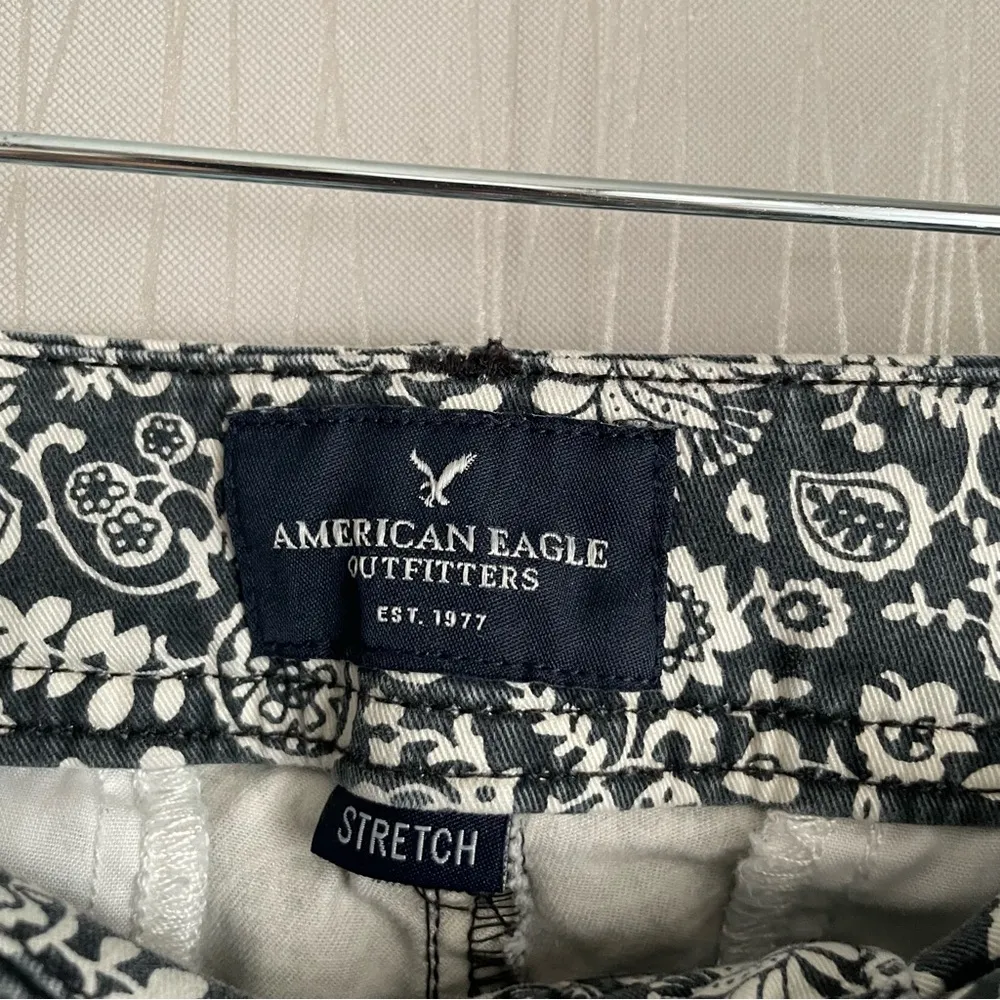 AMERICAN EAGLE
OUTFITTERS
EST. 1977
STRETCH